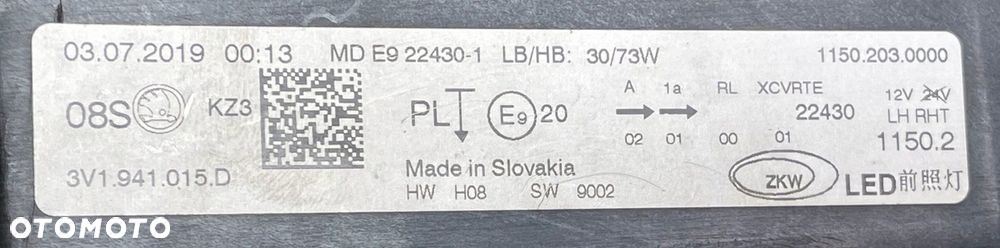 03.07.2019 00:13 MD E9 22430-1 LB/HB: 30/73W 1150.203.0000
08S KZ3 PL E9 20 A 1a RL XCVRTE 12V 24V
22430 LH RHT
02 01 00 01 1150.2
3V1.941.015.D Made in Slovakia ZKW LED前照灯
HW H08 SW 9002
OTOMOTO